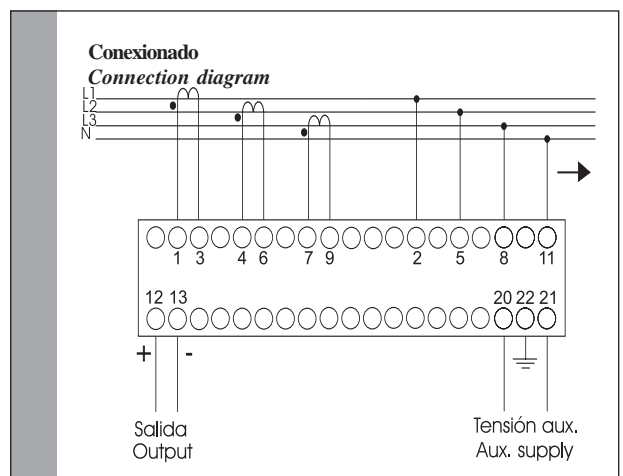 Conexionado
Connection diagram
L1
L2
L3
N
1 3 4 6 7 9 2 5 8 11
12 13 20 22 21
+ -
Salida
Output
Tensión aux.
Aux. supply